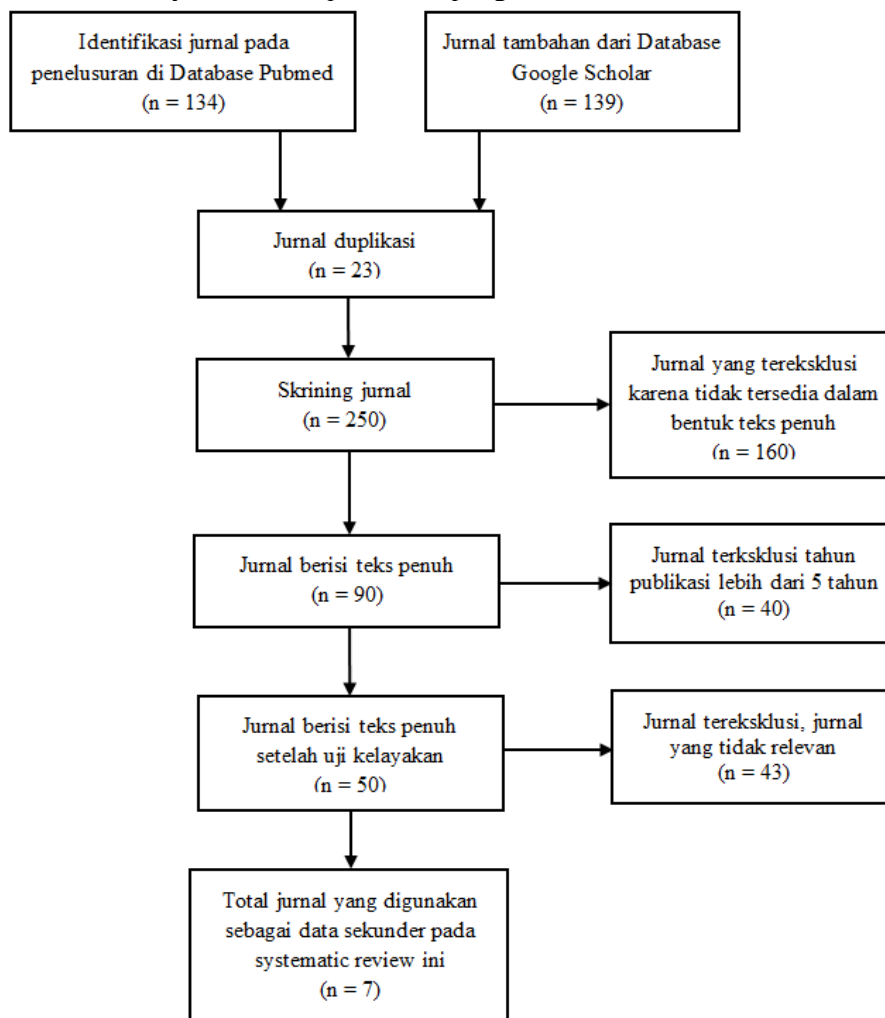 Identifikasi jurnal pada
penelusuran di Database Pubmed
(n = 134)
Jurnal tambahan dari Database
Google Scholar
(n = 139)
Jurnal duplikasi
(n = 23)
Skrining jurnal
(n = 250)
Jurnal yang tereksklusi
karena tidak tersedia dalam
bentuk teks penuh
(n = 160)
Jurnal berisi teks penuh
(n = 90)
Jurnal terksklusi tahun
publikasi lebih dari 5 tahun
(n = 40)
Jurnal berisi teks penuh
setelah uji kelayakan
(n = 50)
Jurnal tereksklusi, jurnal
yang tidak relevan
(n = 43)
Total jurnal yang digunakan
sebagai data sekunder pada
systematic review ini
(n = 7)